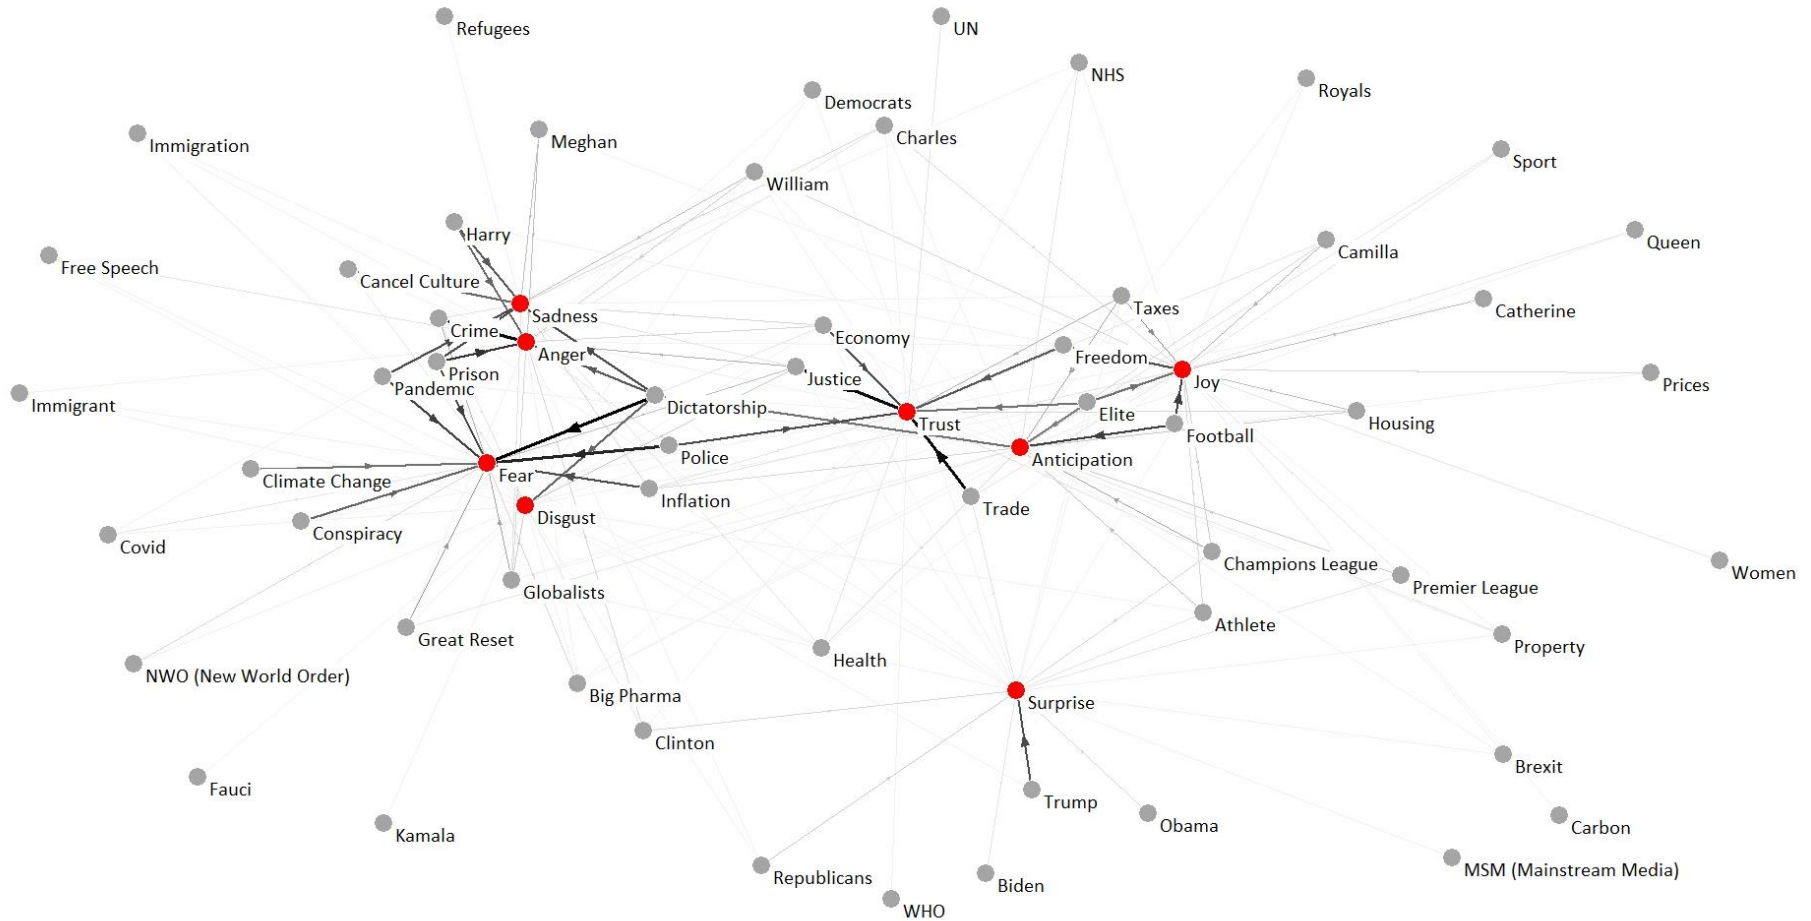 Refugees
UN
NHS
Royals
Democrats
Charles
Immigration
Meghan
Sport
William
Harry
Queen
Camilla
Free Speech
Cancel Culture
Sadness
Taxes
Catherine
Crime
Economy
Anger
Freedom
Prison
Justice
Joy
Prices
Pandemic
Immigrant
Dictatorship
Elite
Trust
Housing
Football
Police
Anticipation
Fear
Climate Change
Inflation
Trade
Disgust
Conspiracy
Covid
Champions League
Women
Premier League
Globalists
Athlete
Great Reset
Property
Health
NWO (New World Order)
Big Pharma
Surprise
Clinton
Brexit
Fauci
Trump
Obama
Carbon
Kamala
MSM (Mainstream Media)
Republicans
Biden
WHO